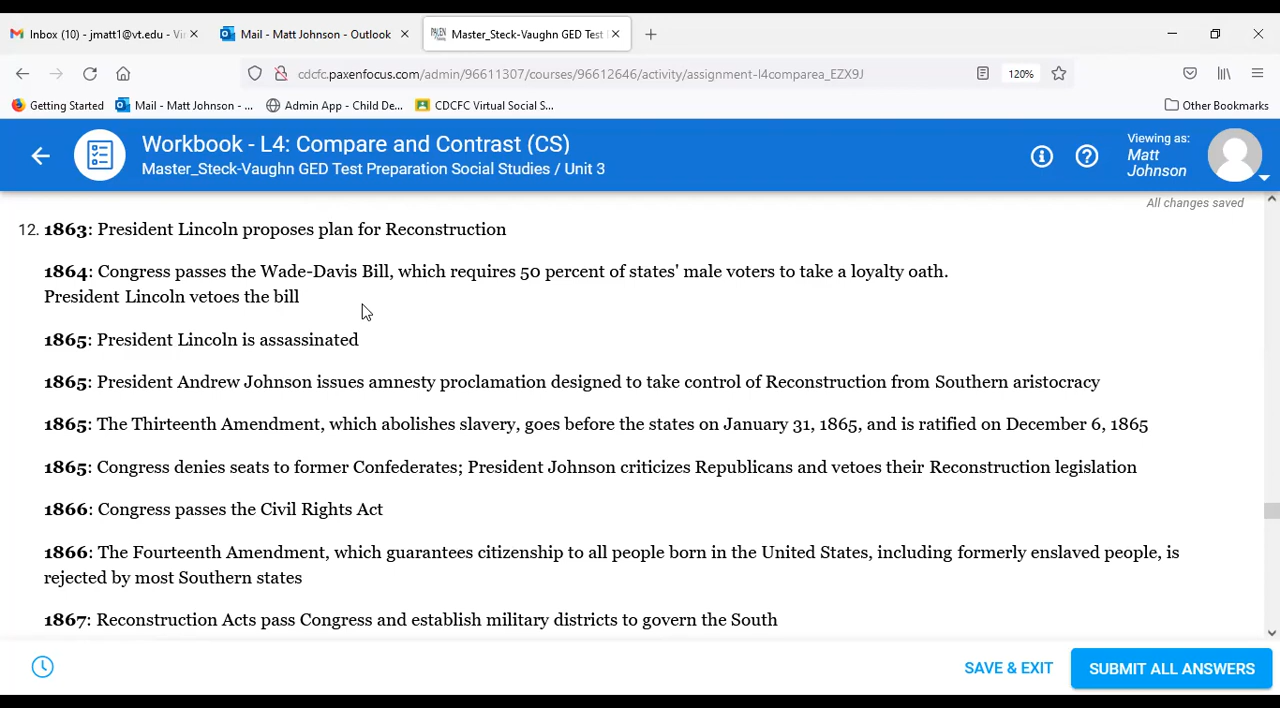 Inbox (10) - jmatt1@vt.edu - Vir
Mail - Matt Johnson - Outlook
Master_Steck-Vaughn GED Test
cdcfc.paxenfocus.com/admin/96611307/courses/96612646/activity/assignment-l4comparea_EZX9J
120%
Getting Started
Mail - Matt Johnson - ...
Admin App - Child De...
CDCFC Virtual Social S...
Other Bookmarks
Workbook - L4: Compare and Contrast (CS)
Master_Steck-Vaughn GED Test Preparation Social Studies / Unit 3
Viewing as:
Matt
Johnson
All changes saved
12. 1863: President Lincoln proposes plan for Reconstruction
1864: Congress passes the Wade-Davis Bill, which requires 50 percent of states' male voters to take a loyalty oath.
President Lincoln vetoes the bill
1865: President Lincoln is assassinated
1865: President Andrew Johnson issues amnesty proclamation designed to take control of Reconstruction from Southern aristocracy
1865: The Thirteenth Amendment, which abolishes slavery, goes before the states on January 31, 1865, and is ratified on December 6, 1865
1865: Congress denies seats to former Confederates; President Johnson criticizes Republicans and vetoes their Reconstruction legislation
1866: Congress passes the Civil Rights Act
1866: The Fourteenth Amendment, which guarantees citizenship to all people born in the United States, including formerly enslaved people, is
rejected by most Southern states
1867: Reconstruction Acts pass Congress and establish military districts to govern the South
SAVE & EXIT
SUBMIT ALL ANSWERS